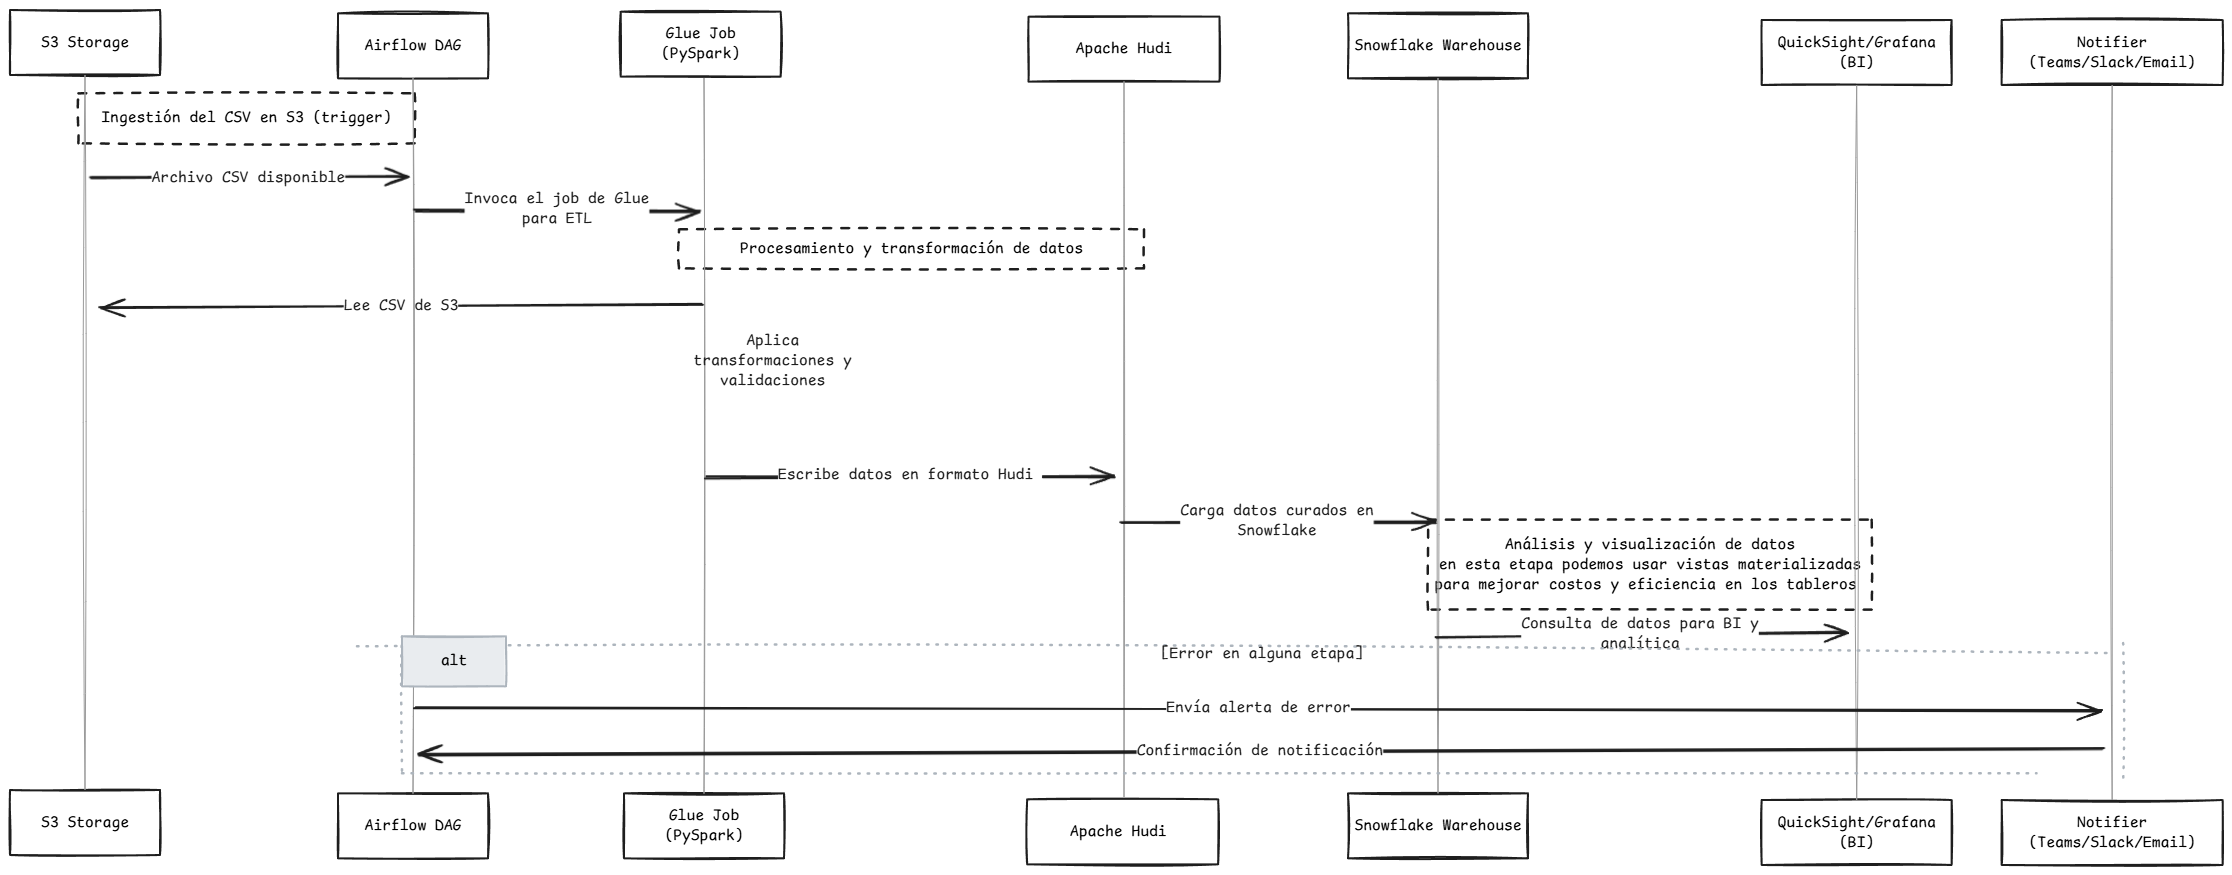 S3 Storage
Airflow DAG
Glue Job
(PySpark)
Apache Hudi
Snowflake Warehouse
QuickSight/Grafana
(BI)
Notifier
(Teams/Slack/Email)
Ingestión del CSV en S3 (trigger)
Archivo CSV disponible
Invoca el job de Glue
para ETL
Procesamiento y transformación de datos
Lee CSV de S3
Aplica
transformaciones y
validaciones
Escribe datos en formato Hudi
Carga datos curados en
Snowflake
Análisis y visualización de datos
en esta etapa podemos usar vistas materializadas
para mejorar costos y eficiencia en los tableros
Consulta de datos para BI y
analítica
alt
[Error en alguna etapa]
Envía alerta de error
Confirmación de notificación
S3 Storage
Airflow DAG
Glue Job
(PySpark)
Apache Hudi
Snowflake Warehouse
QuickSight/Grafana
(BI)
Notifier
(Teams/Slack/Email)